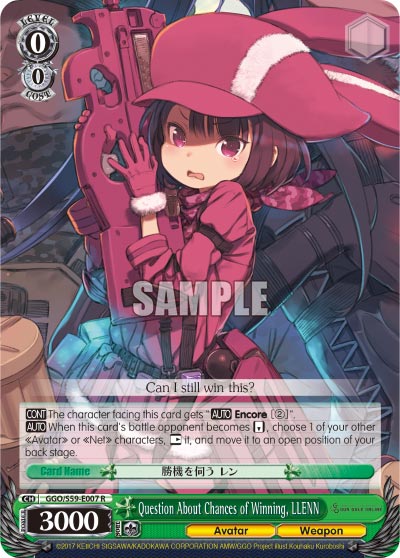 LEVEL
0
0
COST
SAMPLE
Can I still win this?
CONT The character facing this card gets "AUTO Encore [②]".
AUTO When this card's battle opponent becomes, choose 1 of your other
«Avatar» or «Net» characters, it, and move it to an open position of your
back stage.
Card Name 勝機を伺う レン
CH GGO/S59-E007 R
POWER 3000 Question About Chances of Winning, LLENN
Avatar Weapon
©2017 KEIICHI SIGSAWA/KADOKAWA CORPORATION AMW/GGO Project illust Kouhaku Kuroboshi